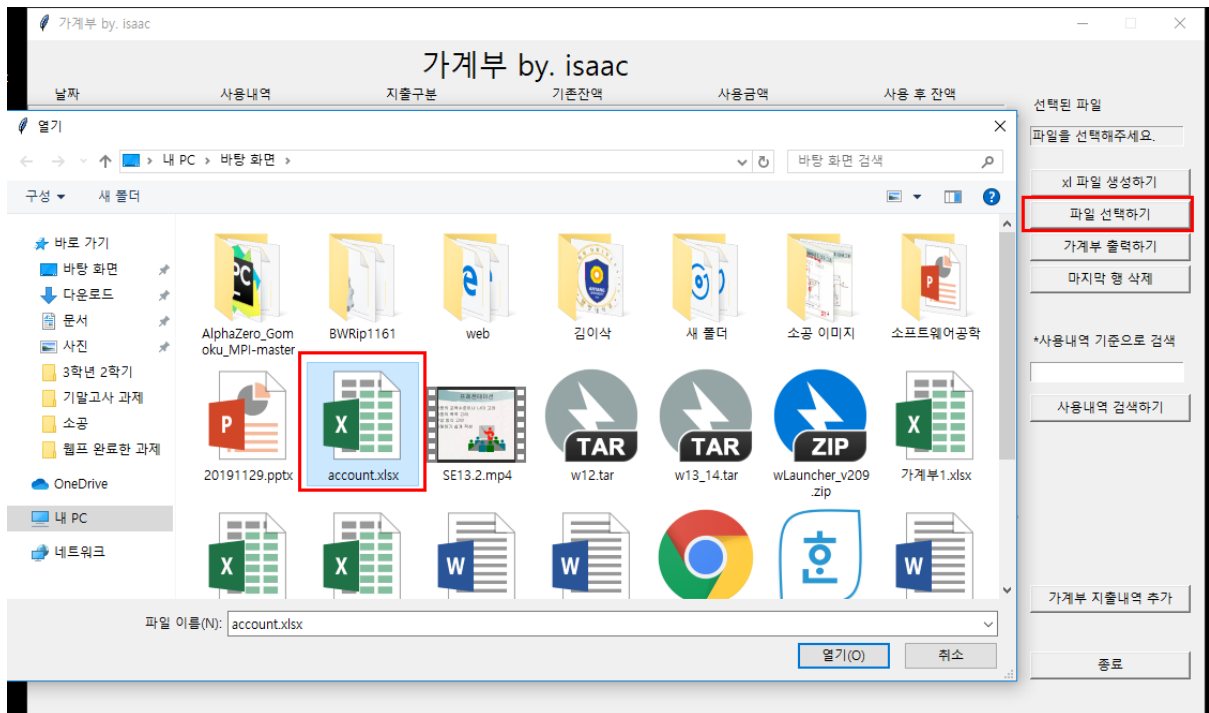 가계부 by. isaac
가계부 by. isaac
날짜 사용내역 지출구분 기존잔액 사용금액 사용 후 잔액
선택된 파일
파일을 선택해주세요.
xl 파일 생성하기
파일 선택하기
가계부 출력하기
마지막 행 삭제
*사용내역 기준으로 검색
사용내역 검색하기
가계부 지출내역 추가
종료
열기
내 PC > 바탕 화면 >
바탕 화면 검색
구성 새 폴더
바로 가기
바탕 화면
다운로드
문서
사진
3학년 2학기
기말고사 과제
소공
웹프 완료한 과제
OneDrive
내 PC
네트워크
AlphaZero_Gom
oku_MPI-master
BWRip1161
web
김이삭
새 폴더
소공 이미지
소프트웨어공학
20191129.pptx
account.xlsx
SE13.2.mp4
TAR
w12.tar
TAR
w13_14.tar
ZIP
wLauncher_v209
.zip
가계부1.xlsx
파일 이름(N): account.xlsx
열기(O) 취소